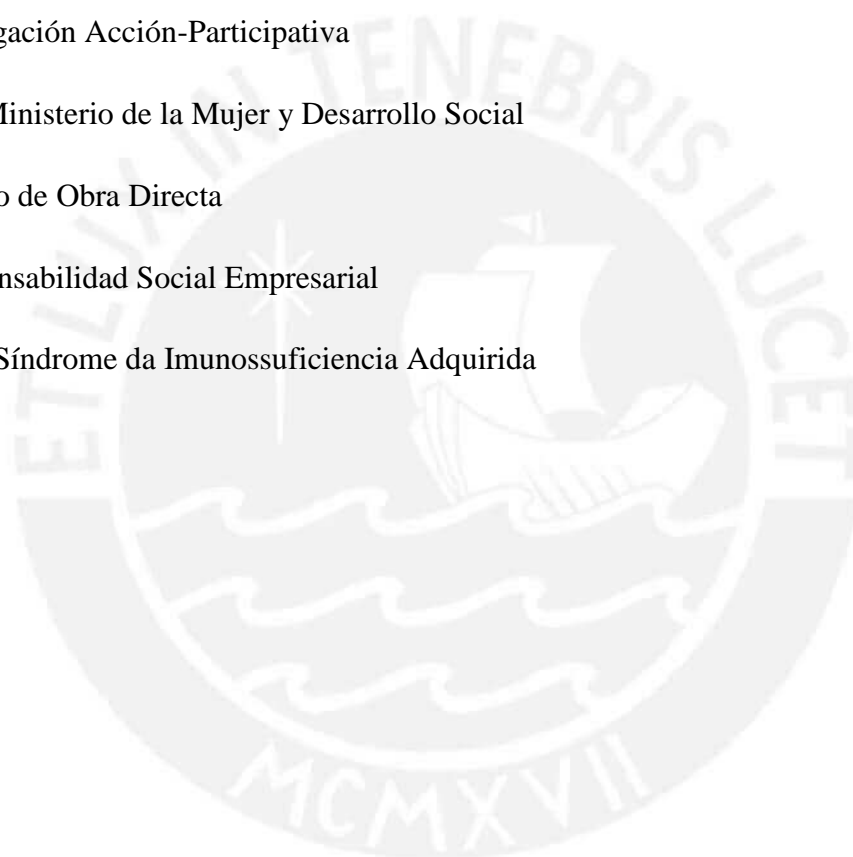 gación Acción-Participativa
Ministerio de la Mujer y Desarrollo Social
o de Obra Directa
nsabilidad Social Empresarial
Síndrome da Imunossuficiencia Adquirida
ET LUX IN TENEBRIS LUCET
MCMXVII